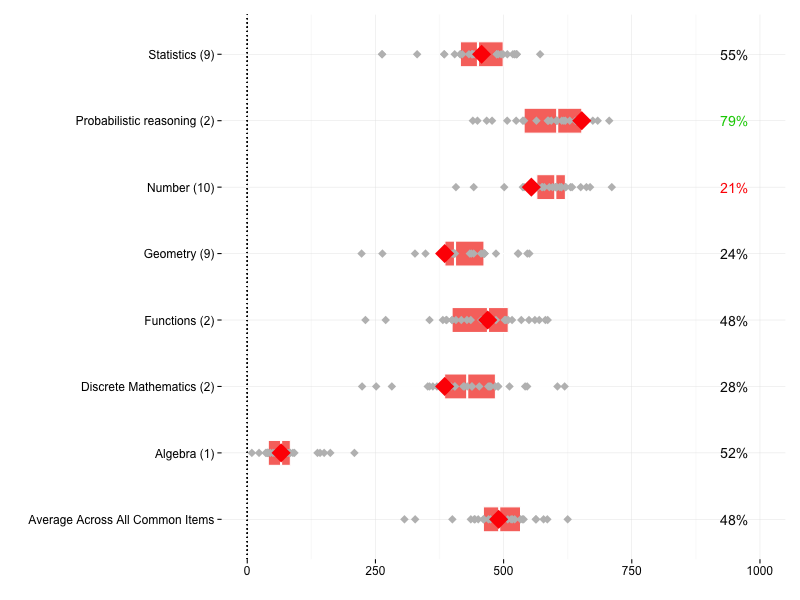 Statistics (9) 55%
Probabilistic reasoning (2) 79%
Number (10) 21%
Geometry (9) 24%
Functions (2) 48%
Discrete Mathematics (2) 28%
Algebra (1) 52%
Average Across All Common Items 48%
0 250 500 750 1000